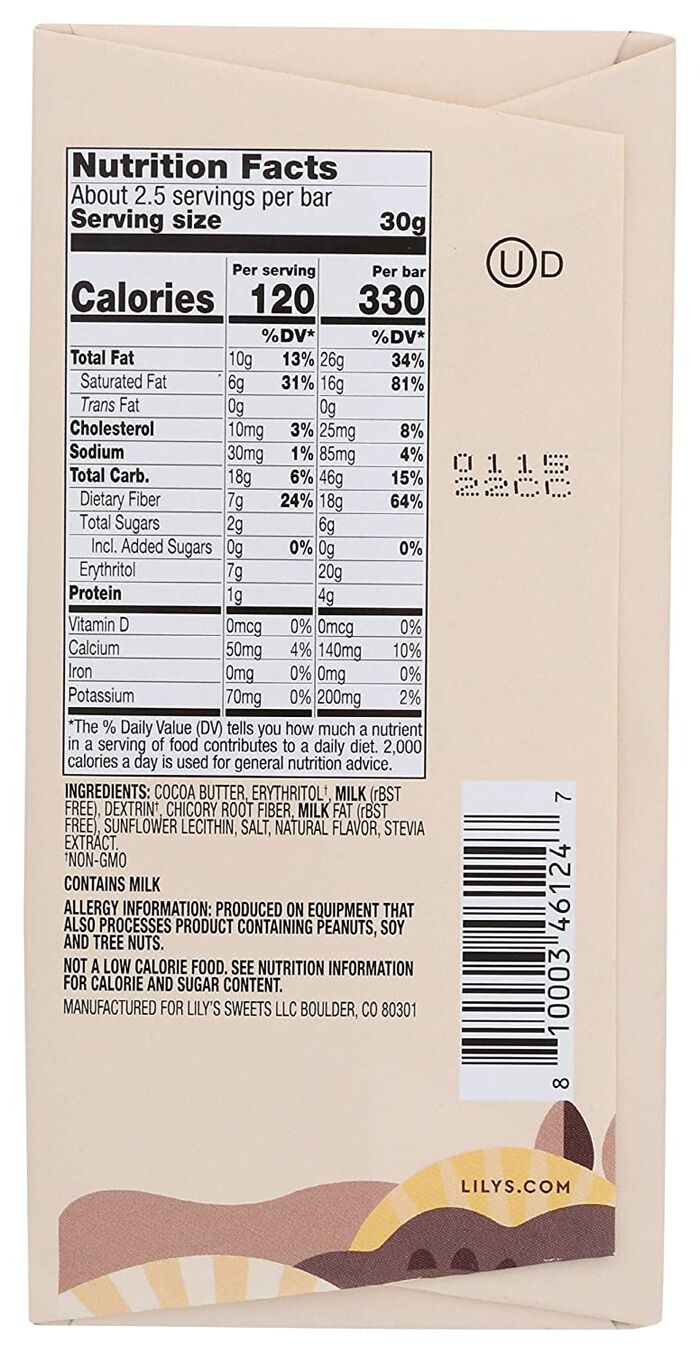 Nutrition Facts
About 2.5 servings per bar
Serving size 30g
Per serving Per bar
Calories 120 330
%DV* %DV*
Total Fat 10g 13% 26g 34%
Saturated Fat 6g 31% 16g 81%
Trans Fat 0g 0g
Cholesterol 10mg 3% 25mg 8%
Sodium 30mg 1% 85mg 4%
Total Carb. 18g 6% 46g 15%
Dietary Fiber 7g 24% 18g 64%
Total Sugars 2g 6g
Incl. Added Sugars 0g 0% 0g 0%
Erythritol 7g 20g
Protein 1g 4g
Vitamin D 0mcg 0% 0mcg 0%
Calcium 50mg 4% 140mg 10%
Iron 0mg 0% 0mg 0%
Potassium 70mg 0% 200mg 2%
*The % Daily Value (DV) tells you how much a nutrient
in a serving of food contributes to a daily diet. 2,000
calories a day is used for general nutrition advice.
INGREDIENTS: COCOA BUTTER, ERYTHRITOL†, MILK (rBST
FREE), DEXTRIN†, CHICORY ROOT FIBER, MILK FAT (rBST
FREE), SUNFLOWER LECITHIN, SALT, NATURAL FLAVOR, STEVIA
EXTRACT.
†NON-GMO
CONTAINS MILK
ALLERGY INFORMATION: PRODUCED ON EQUIPMENT THAT
ALSO PROCESSES PRODUCT CONTAINING PEANUTS, SOY
AND TREE NUTS.
NOT A LOW CALORIE FOOD. SEE NUTRITION INFORMATION
FOR CALORIE AND SUGAR CONTENT.
MANUFACTURED FOR LILY'S SWEETS LLC BOULDER, CO 80301
U D
0115
22CC
8 10003 46124 7
LILYS.COM